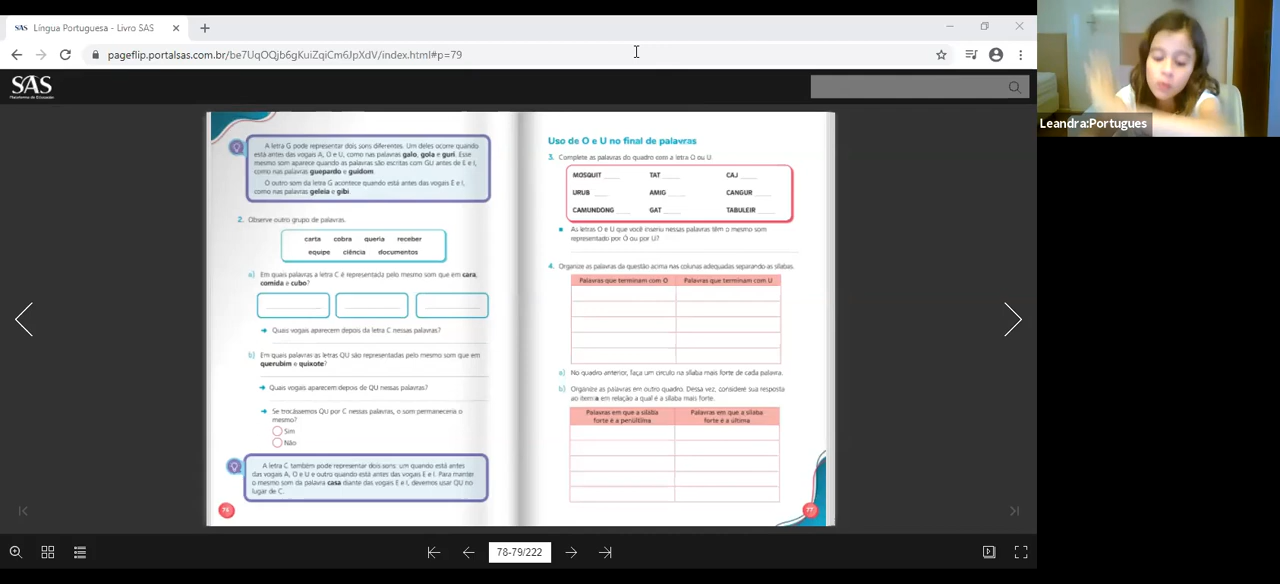 SAS Língua Portuguesa - Livro SAS
pageflip.portalsas.com.br/be7UqOQjb6gKuiZqiCm6JpXdV/index.html#p=79
Leandra:Portugues
SAS
Plataforma de Educação
A letra G pode representar dois sons diferentes. Um deles ocorre quando
está antes das vogais A, O e U, como nas palavras galo, gola e guri. Esse
mesmo som aparece quando as palavras são escritas com GU antes de E e I,
como nas palavras guepardo e guidom.
O outro som da letra G acontece quando está antes das vogais E e I,
como nas palavras geleia e gibi.
2. Observe outro grupo de palavras.
carta cobra queria receber
equipe ciência documentos
a) Em quais palavras a letra C é representada pelo mesmo som que em cara,
comida e cubo?
Quais vogais aparecem depois da letra C nessas palavras?
b) Em quais palavras as letras QU são representadas pelo mesmo som que em
querubim e quixote?
Quais vogais aparecem depois de QU nessas palavras?
Se trocássemos QU por C nessas palavras, o som permaneceria o
mesmo?
Sim
Não
A letra C também pode representar dois sons: um quando está antes
das vogais A, O e U e outro quando está antes das vogais E e I. Para manter
o mesmo som da palavra casa diante das vogais E e I, devemos usar QU no
lugar de C.
Uso de O e U no final de palavras
3. Complete as palavras do quadro com a letra O ou U.
MOSQUIT ____ TAT ____ CAJ ____
URUB ____ AMIG ____ CANGUR ____
CAMUNDONG ____ GAT ____ TABULEIR ____
As letras O e U que você inseriu nessas palavras têm o mesmo som
representado por O ou por U?
4. Organize as palavras da questão acima nas colunas adequadas separando as sílabas.
Palavras que terminam com O Palavras que terminam com U
a) No quadro anterior, faça um círculo na sílaba mais forte de cada palavra.
b) Organize as palavras em outro quadro. Dessa vez, considere sua resposta
ao item a em relação a qual é a sílaba mais forte.
Palavras em que a sílaba Palavras em que a sílaba
forte é a penúltima forte é a última
77
78-79/222